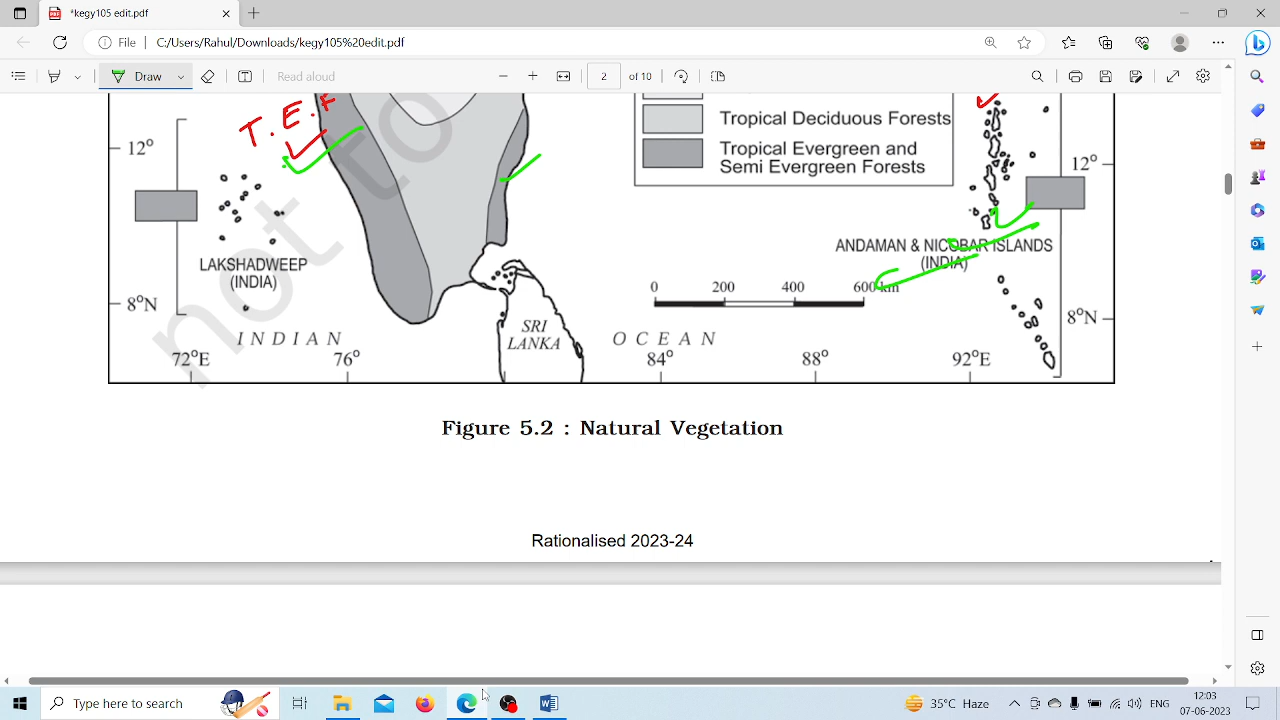 *kegy105 edit.pdf
File
C:/Users/Rahul/Downloads/kegy105%20edit.pdf
Draw
Read aloud
2
of 10
T.E.F
not to
12°
8°N
LAKSHADWEEP
(INDIA)
Tropical Deciduous Forests
Tropical Evergreen and
Semi Evergreen Forests
12°
ANDAMAN & NICOBAR ISLANDS
(INDIA)
0 200 400 600 km
8°N
INDIAN
SRI
LANKA
OCEAN
72°E 76° 84° 88° 92°E
Figure 5.2 : Natural Vegetation
Rationalised 2023-24
Type here to search
35°C Haze
ENG
12:03
07-06-2023